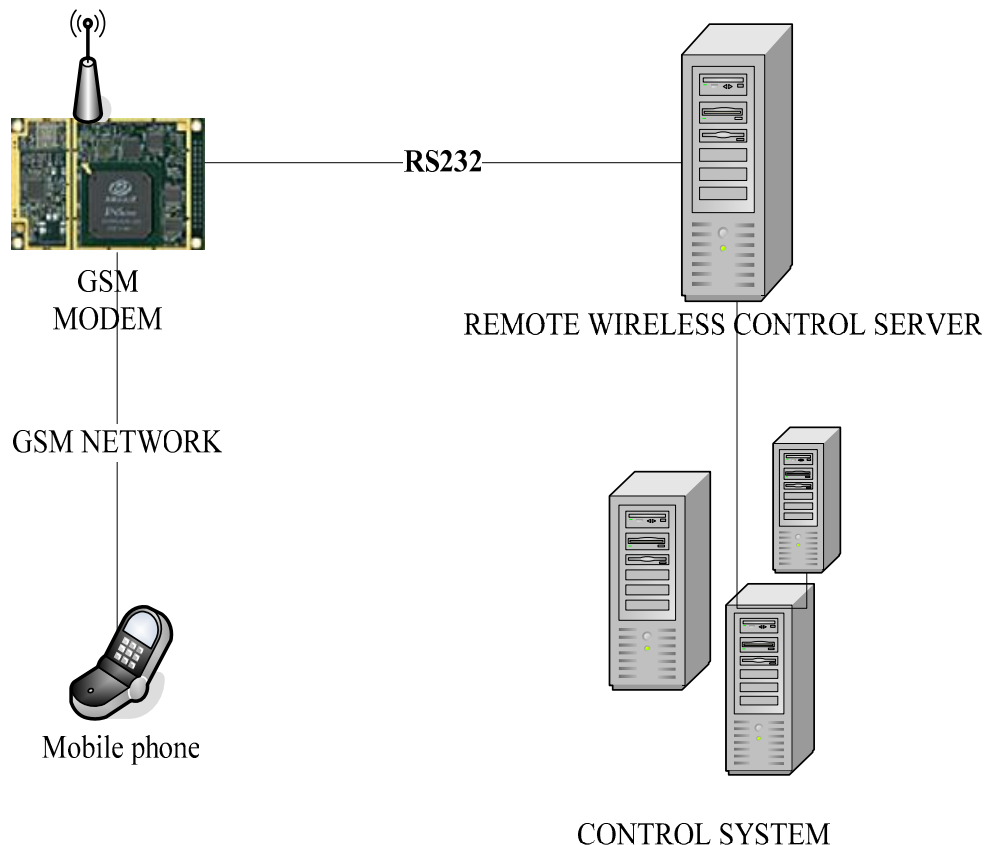 RS232
GSM
MODEM
REMOTE WIRELESS CONTROL SERVER
GSM NETWORK
Mobile phone
CONTROL SYSTEM